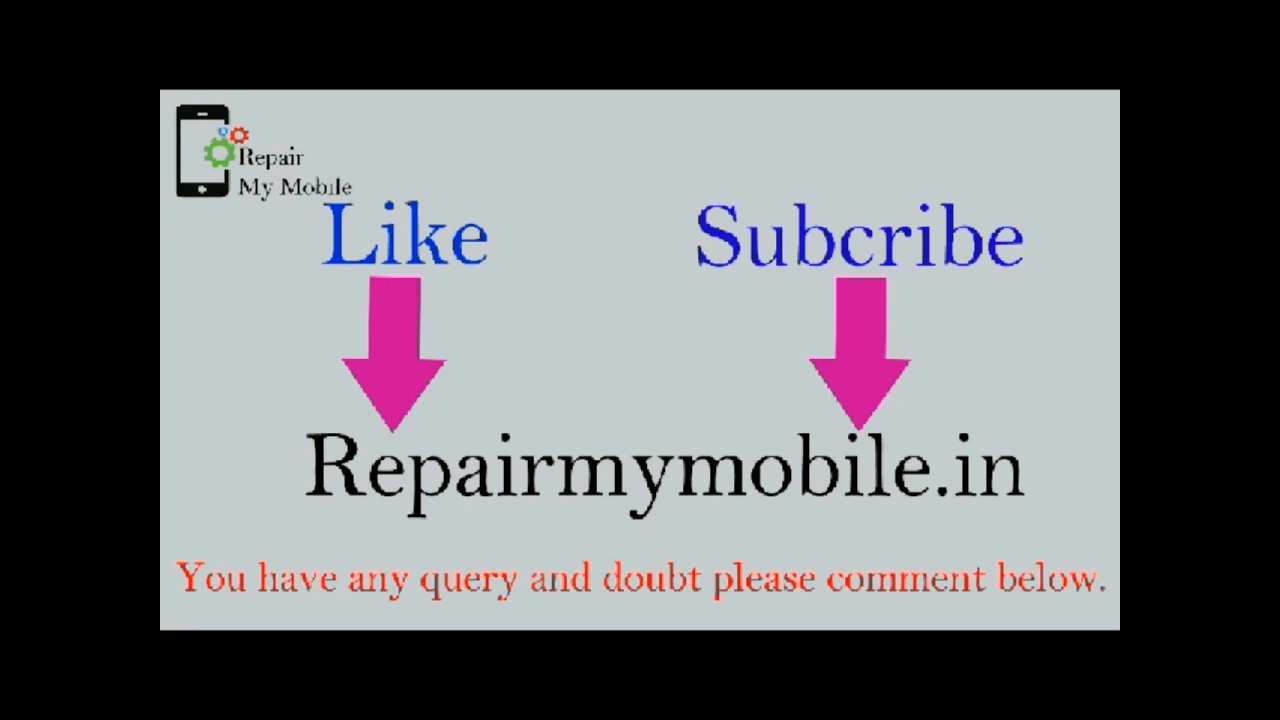 Repair
My Mobile
Like
Subcribe
Repairmymobile.in
You have any query and doubt please comment below.